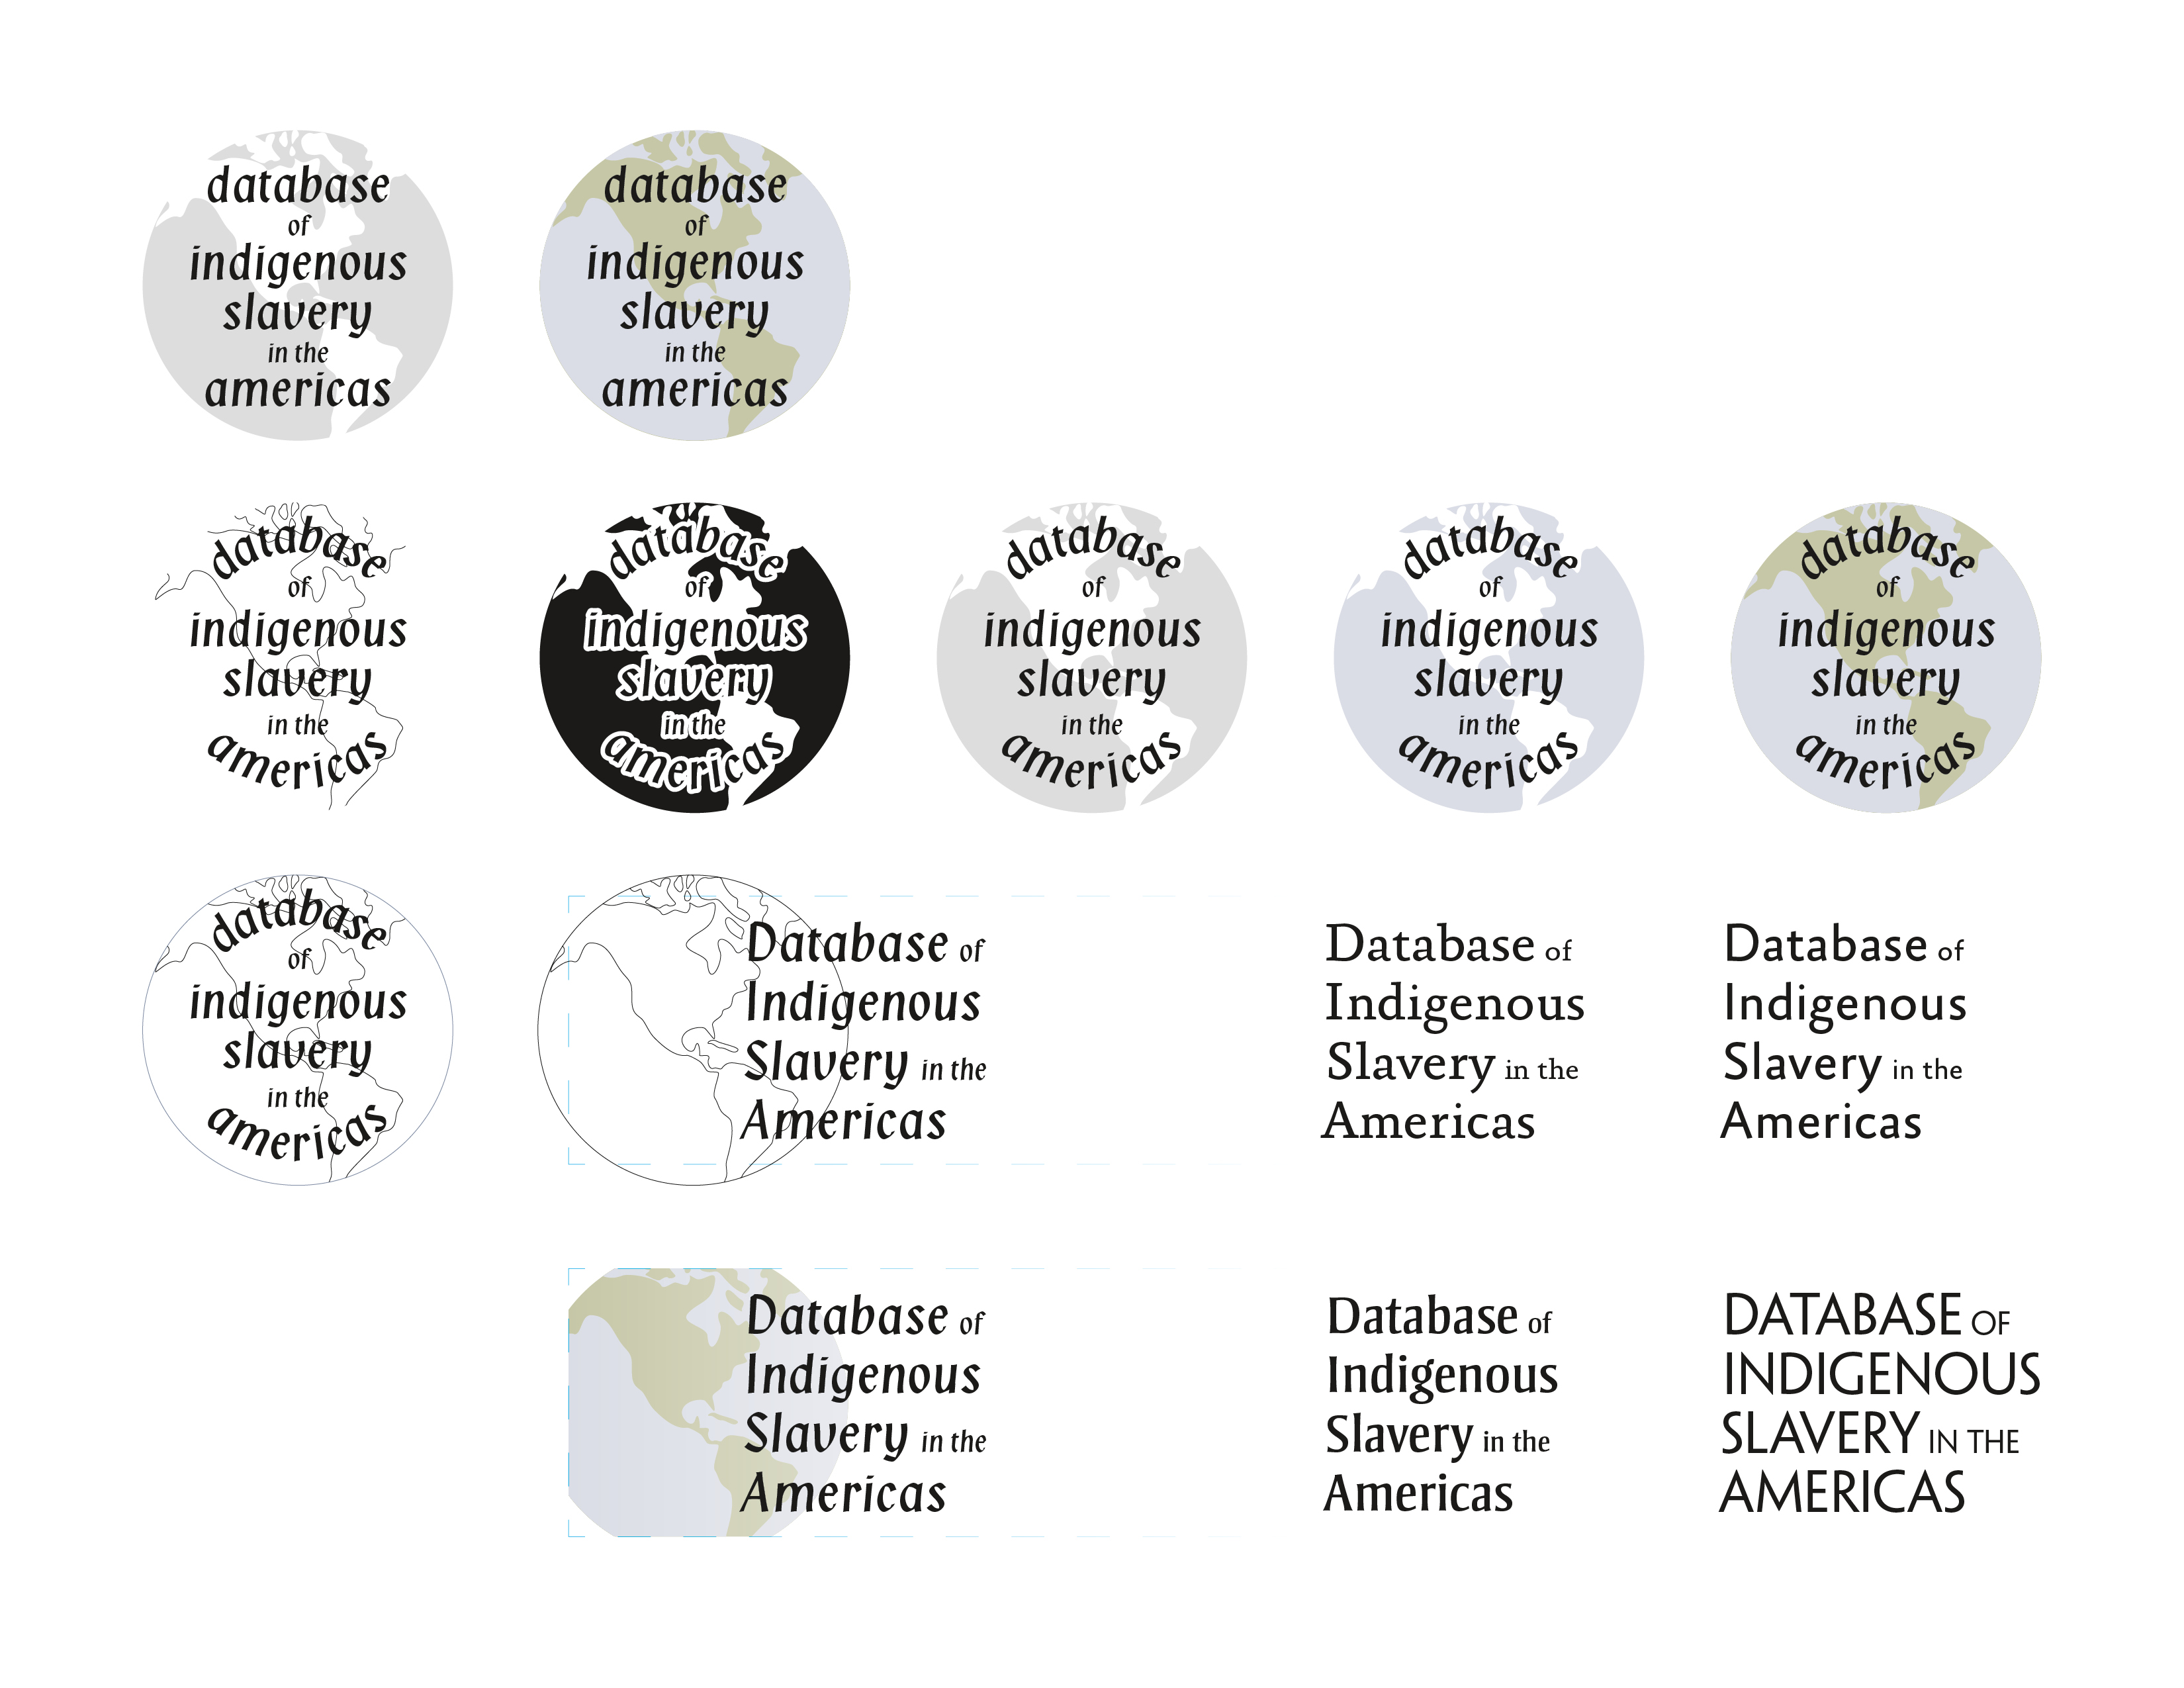 database
of
indigenous
slavery
in the
americas
database
of
indigenous
slavery
in the
americas
database
of
indigenous
slavery
in the
americas
database
of
indigenous
slavery
in the
americas
database
of
indigenous
slavery
in the
americas
database
of
indigenous
slavery
in the
americas
database
of
indigenous
slavery
in the
americas
database
of
indigenous
slavery
in the
americas
Database of
Indigenous
Slavery in the
Americas
Database of
Indigenous
Slavery in the
Americas
Database of
Indigenous
Slavery in the
Americas
Database of
Indigenous
Slavery in the
Americas
Database of
Indigenous
Slavery in the
Americas
DATABASE OF
INDIGENOUS
SLAVERY IN THE
AMERICAS